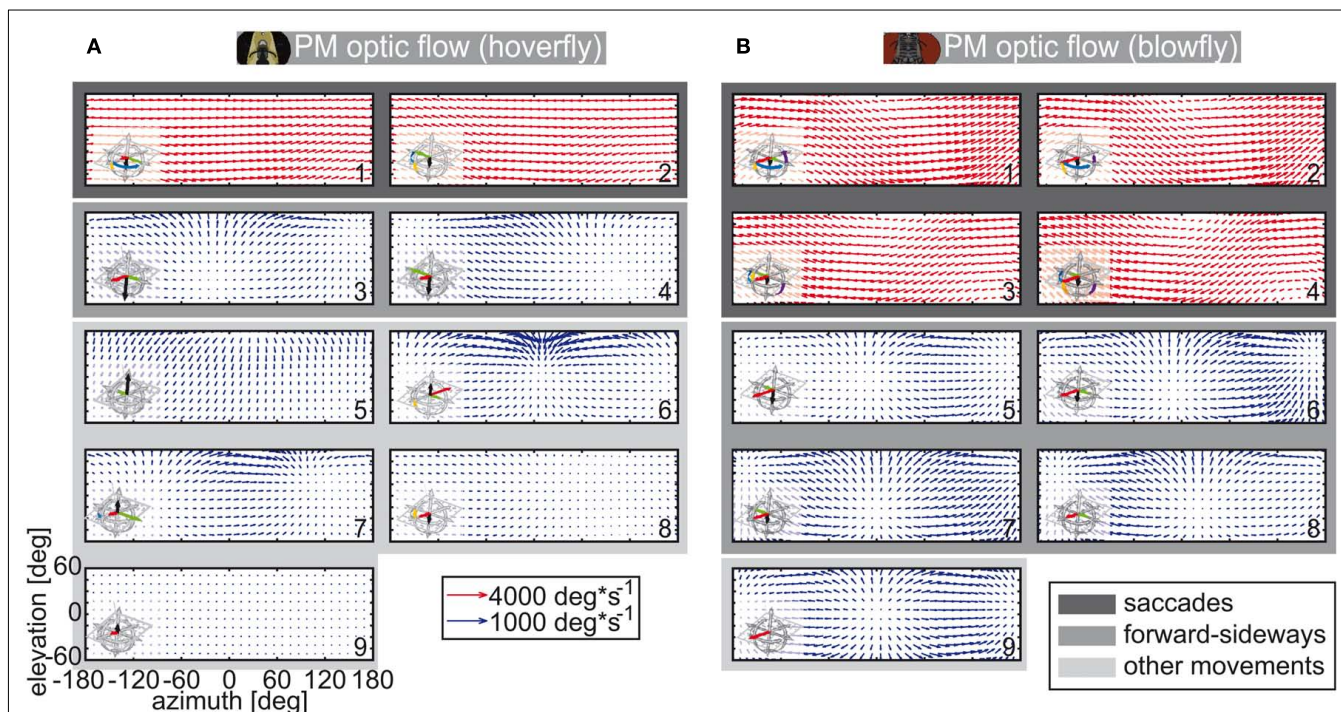 A
PM optic flow (hoverfly)
1
2
3
4
5
6
7
8
9
elevation [deg]
60
0
-60
-180 -120 -60 0 60 120 180
azimuth [deg]
4000 deg*s-1
1000 deg*s-1
B
PM optic flow (blowfly)
1
2
3
4
5
6
7
8
9
saccades
forward-sideways
other movements